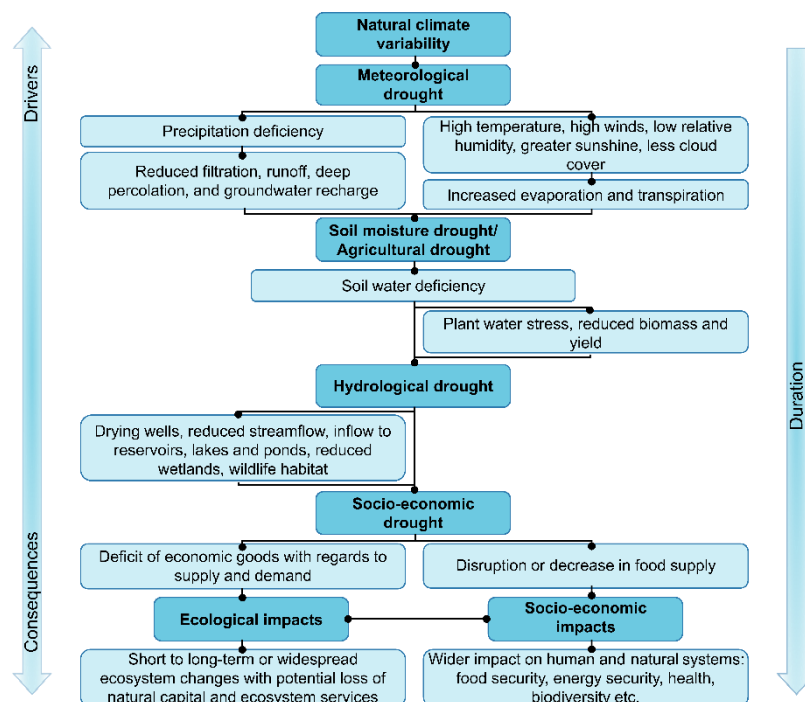 Natural climate
variability
Drivers
Meteorological
drought
Precipitation deficiency
High temperature, high winds, low relative
humidity, greater sunshine, less cloud
cover
Reduced filtration, runoff, deep
percolation, and groundwater recharge
Increased evaporation and transpiration
Soil moisture drought/
Agricultural drought
Soil water deficiency
Plant water stress, reduced biomass and
yield
Hydrological drought
Duration
Drying wells, reduced streamflow, inflow to
reservoirs, lakes and ponds, reduced
wetlands, wildlife habitat
Socio-economic
drought
Consequences
Deficit of economic goods with regards to
supply and demand
Disruption or decrease in food supply
Ecological impacts
Socio-economic
impacts
Short to long-term or widespread
ecosystem changes with potential loss of
natural capital and ecosystem services
Wider impact on human and natural systems:
food security, energy security, health,
biodiversity etc.